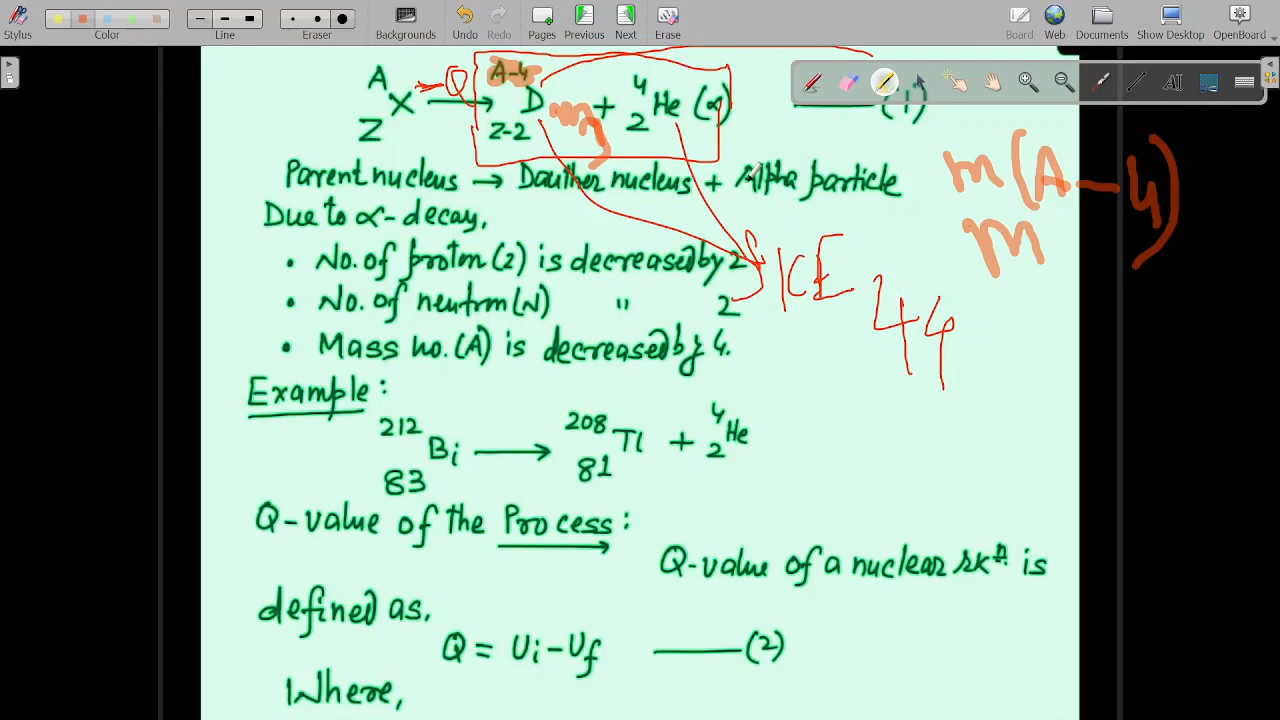 Stylus Color Line Eraser Backgrounds Undo Redo Pages Previous Next Erase Board Web Documents Desktop OpenBoard
A A-4 4
X → Q D + He (α) (1)
Z Z-2 m 2
m (A-4)
m
Parent nucleus → Dauther nucleus + Alpha particle
Due to α-decay,
• No. of proton (Z) is decreased by 2
KE
• No. of neutron (N) " 2
44
• Mass no. (A) is decreased by 4.
Example:
212 208 4
Bi → Tl + He
83 81 2
Q-value of the Process:
Q-value of a nuclear rxⁿ is
defined as,
Q = Ui - Uf (2)
Where,